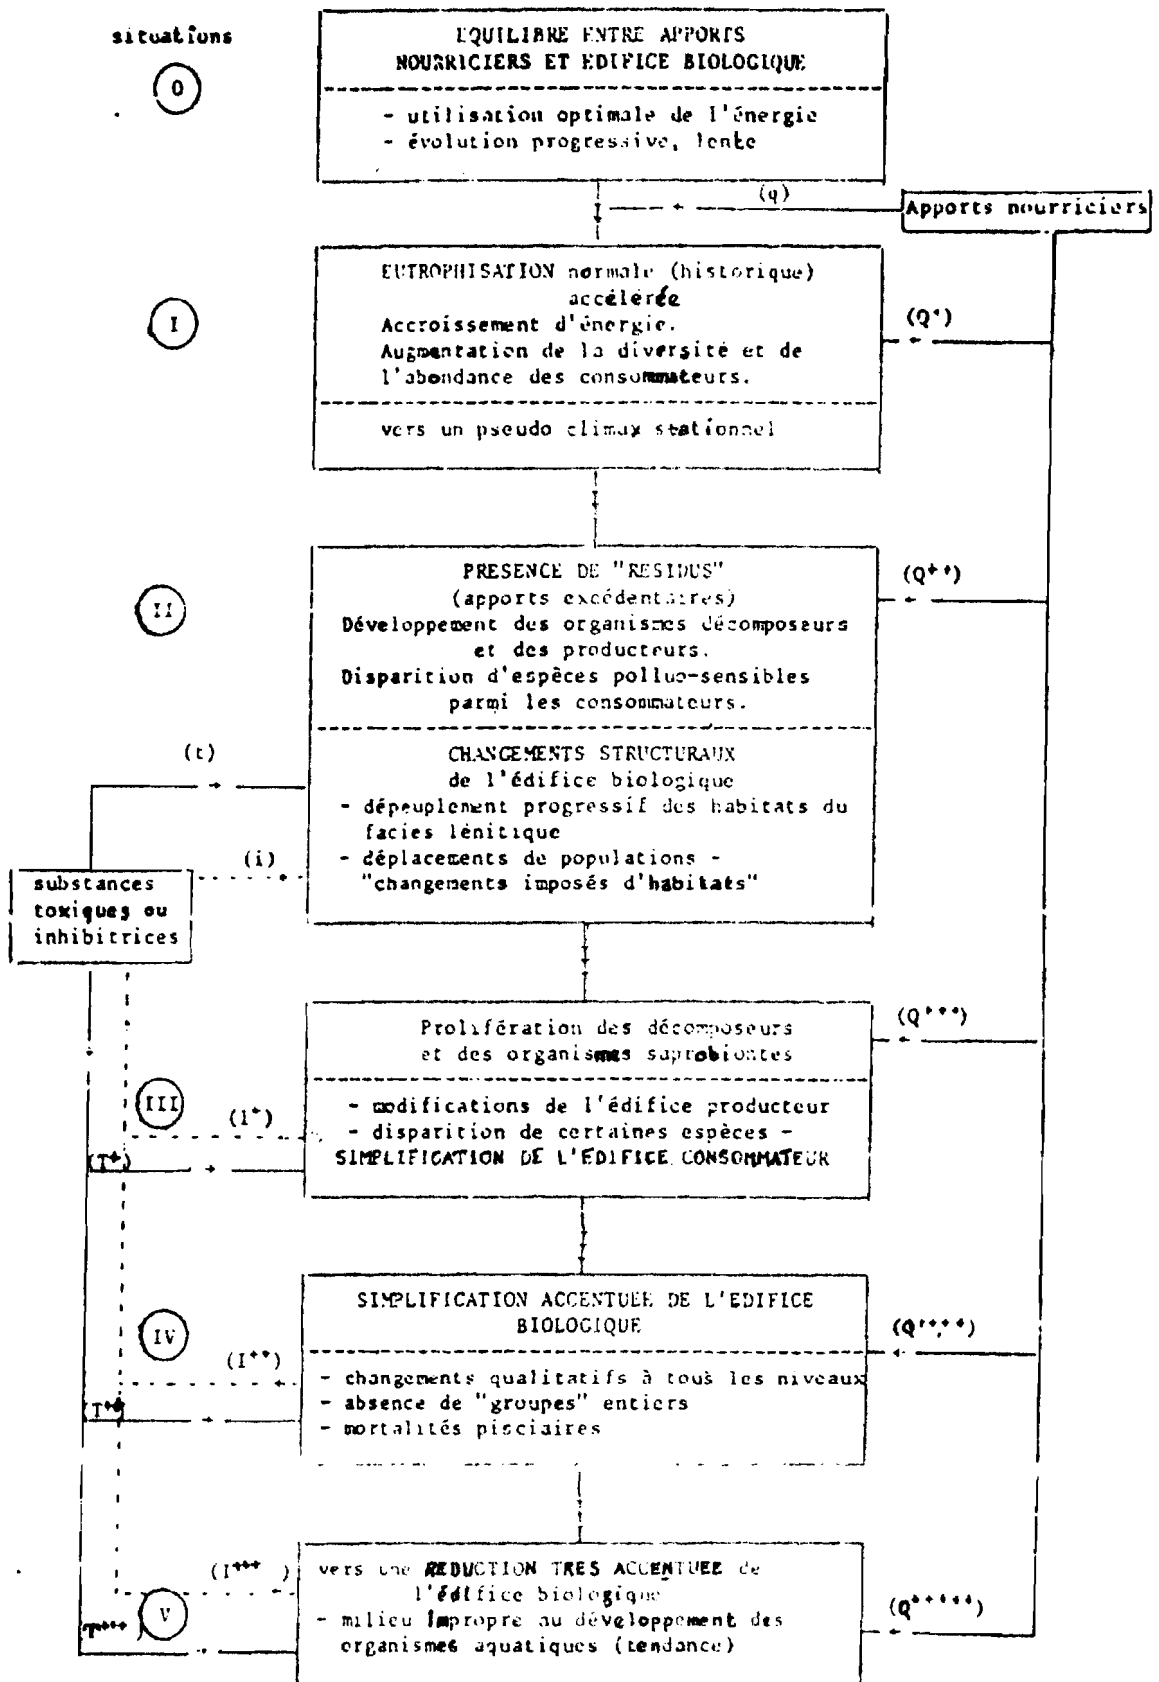 situations
EQUILIBRE ENTRE APPORTS
NOURRICIERS ET EDIFICE BIOLOGIQUE
0
- utilisation optimale de l'énergie
- évolution progressive, lente
(q)
Apports nourriciers
EUTROPHISATION normale (historique)
accélérée
I
Accroissement d'énergie.
(Q+)
Augmentation de la diversité et de
l'abondance des consommateurs.
vers un pseudo climax stationnel
PRESENCE DE "RESIDUS"
(Q++)
(apports excédentaires)
II
Développement des organismes décomposeurs
et des producteurs.
Disparition d'espèces polluo-sensibles
parmi les consommateurs.
(t)
CHANGEMENTS STRUCTURAUX
de l'édifice biologique
- dépeuplement progressif des habitats du
facies lénitique
(i)
- déplacements de populations -
"changements imposés d'habitats"
substances
toxiques ou
inhibitrices
Prolifération des décomposeurs
(Q+++)
et des organismes saprobiontes
III
- modifications de l'édifice producteur
(I+)
- disparition de certaines espèces -
(T+)
SIMPLIFICATION DE L'EDIFICE CONSOMMATEUR
SIMPLIFICATION ACCENTUEE DE L'EDIFICE
BIOLOGIQUE
IV
(Q++++)
(I++)
- changements qualitatifs à tous les niveaux
(T++)
- absence de "groupes" entiers
- mortalités pisciaires
vers une REDUCTION TRES ACCENTUEE de
(I+++)
l'édifice biologique
V
- milieu impropre au développement des
(Q+++++)
(T+++)
organismes aquatiques (tendance)